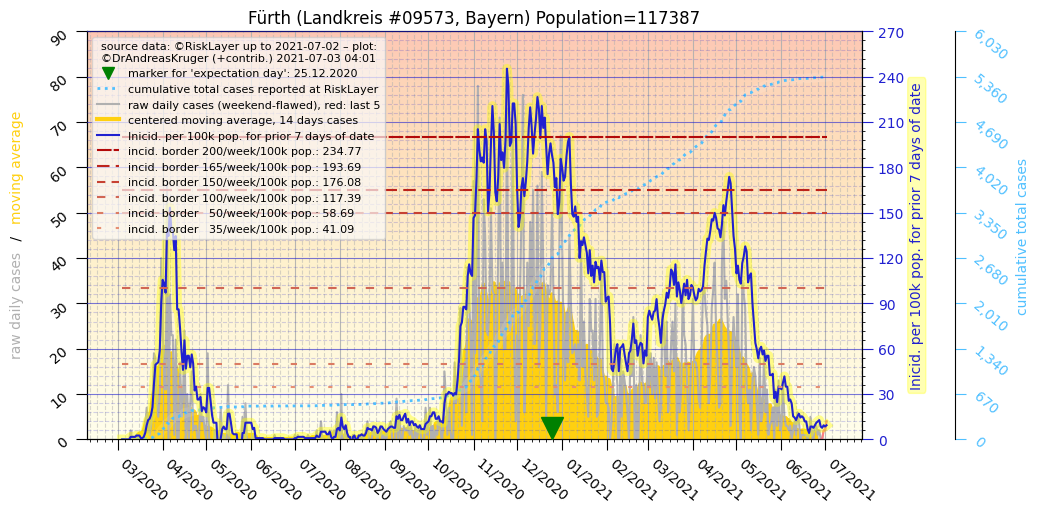 Fürth (Landkreis #09573, Bayern) Population=117387
source data: ©RiskLayer up to 2021-07-02 – plot:
©DrAndreasKruger (+contrib.) 2021-07-03 04:01
marker for 'expectation day': 25.12.2020
cumulative total cases reported at RiskLayer
raw daily cases (weekend-flawed), red: last 5
centered moving average, 14 days cases
Inicid. per 100k pop. for prior 7 days of date
incid. border 200/week/100k pop.: 234.77
incid. border 165/week/100k pop.: 193.69
incid. border 150/week/100k pop.: 176.08
incid. border 100/week/100k pop.: 117.39
incid. border   50/week/100k pop.: 58.69
incid. border   35/week/100k pop.: 41.09
raw daily cases   /   moving average
90
80
70
60
50
40
30
20
10
0
270
240
210
180
150
120
90
60
30
0
Inicid. per 100k pop. for prior 7 days of date
6,030
5,360
4,690
4,020
3,350
2,680
2,010
1,340
670
0
cumulative total cases
03/2020
04/2020
05/2020
06/2020
07/2020
08/2020
09/2020
10/2020
11/2020
12/2020
01/2021
02/2021
03/2021
04/2021
05/2021
06/2021
07/2021